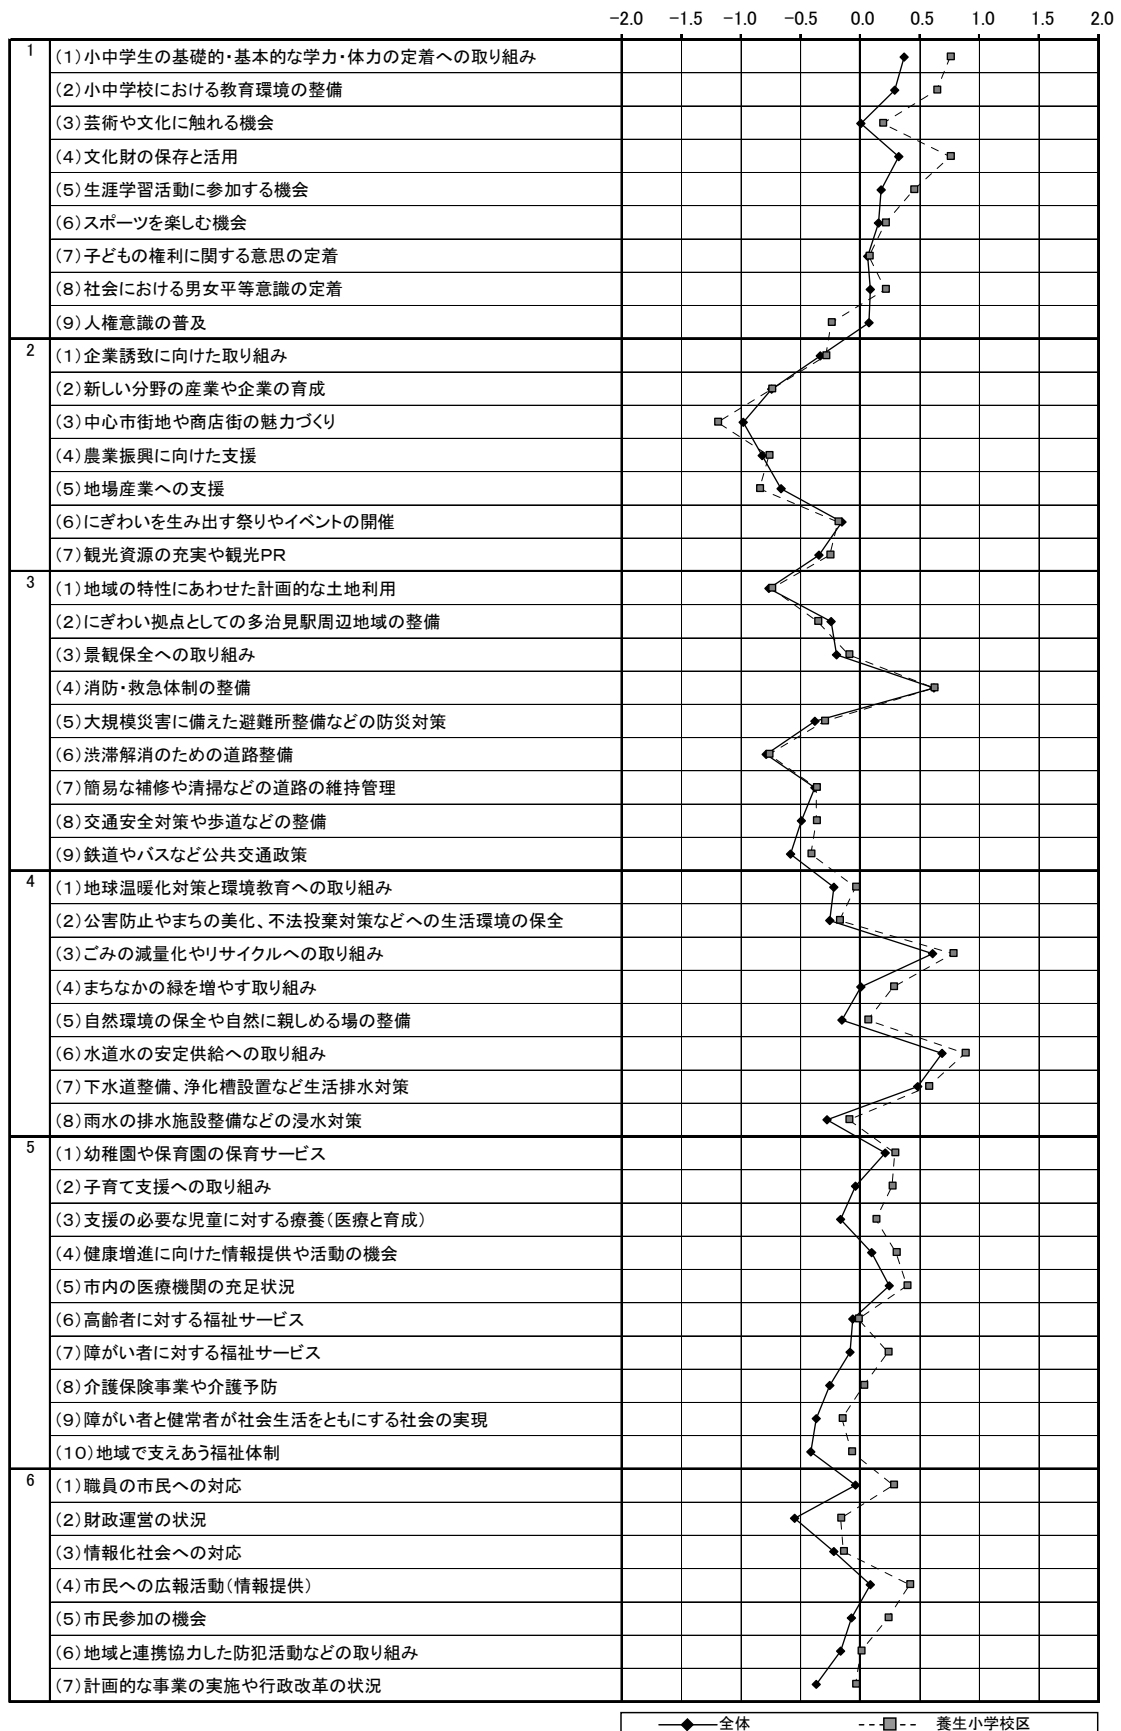 -2.0 -1.5 -1.0 -0.5 0.0 0.5 1.0 1.5 2.0
1 (1)小中学生の基礎的・基本的な学力・体力の定着への取り組み
(2)小中学校における教育環境の整備
(3)芸術や文化に触れる機会
(4)文化財の保存と活用
(5)生涯学習活動に参加する機会
(6)スポーツを楽しむ機会
(7)子どもの権利に関する意思の定着
(8)社会における男女平等意識の定着
(9)人権意識の普及
2 (1)企業誘致に向けた取り組み
(2)新しい分野の産業や企業の育成
(3)中心市街地や商店街の魅力づくり
(4)農業振興に向けた支援
(5)地場産業への支援
(6)にぎわいを生み出す祭りやイベントの開催
(7)観光資源の充実や観光PR
3 (1)地域の特性にあわせた計画的な土地利用
(2)にぎわい拠点としての多治見駅周辺地域の整備
(3)景観保全への取り組み
(4)消防・救急体制の整備
(5)大規模災害に備えた避難所整備などの防災対策
(6)渋滞解消のための道路整備
(7)簡易な補修や清掃などの道路の維持管理
(8)交通安全対策や歩道などの整備
(9)鉄道やバスなど公共交通政策
4 (1)地球温暖化対策と環境教育への取り組み
(2)公害防止やまちの美化、不法投棄対策などへの生活環境の保全
(3)ごみの減量化やリサイクルへの取り組み
(4)まちなかの緑を増やす取り組み
(5)自然環境の保全や自然に親しめる場の整備
(6)水道水の安定供給への取り組み
(7)下水道整備、浄化槽設置など生活排水対策
(8)雨水の排水施設整備などの浸水対策
5 (1)幼稚園や保育園の保育サービス
(2)子育て支援への取り組み
(3)支援の必要な児童に対する療養(医療と育成)
(4)健康増進に向けた情報提供や活動の機会
(5)市内の医療機関の充足状況
(6)高齢者に対する福祉サービス
(7)障がい者に対する福祉サービス
(8)介護保険事業や介護予防
(9)障がい者と健常者が社会生活をともにする社会の実現
(10)地域で支えあう福祉体制
6 (1)職員の市民への対応
(2)財政運営の状況
(3)情報化社会への対応
(4)市民への広報活動(情報提供)
(5)市民参加の機会
(6)地域と連携協力した防犯活動などの取り組み
(7)計画的な事業の実施や行政改革の状況
全体 養生小学校区